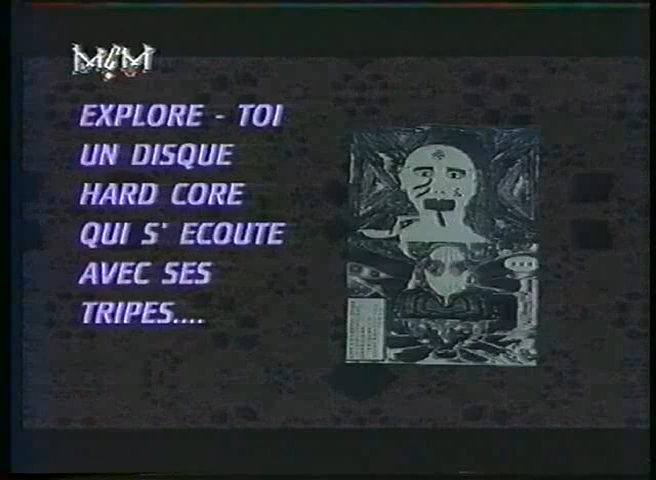 MCM
EXPLORE - TOI
UN DISQUE
HARD CORE
QUI S' ECOUTE
AVEC SES
TRIPES....